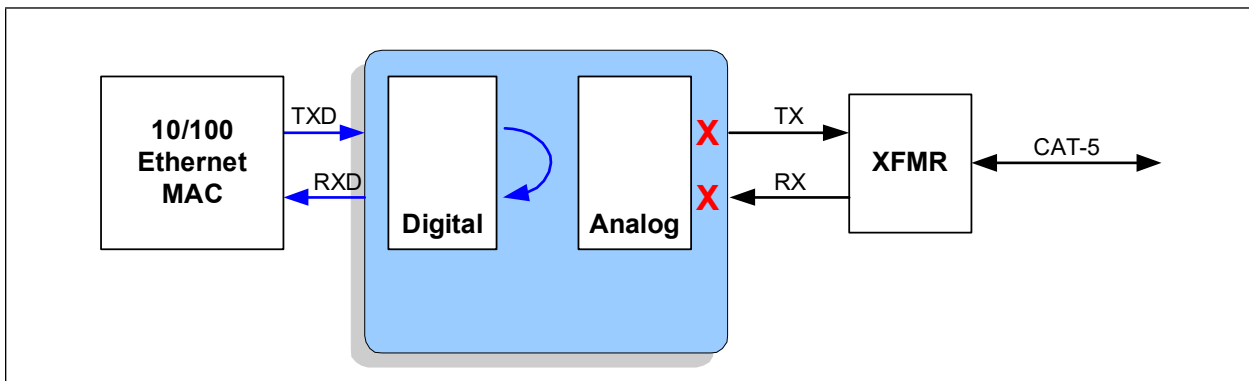 10/100
Ethernet
MAC
TXD
RXD
Digital
Analog
X
X
TX
RX
XFMR
CAT-5